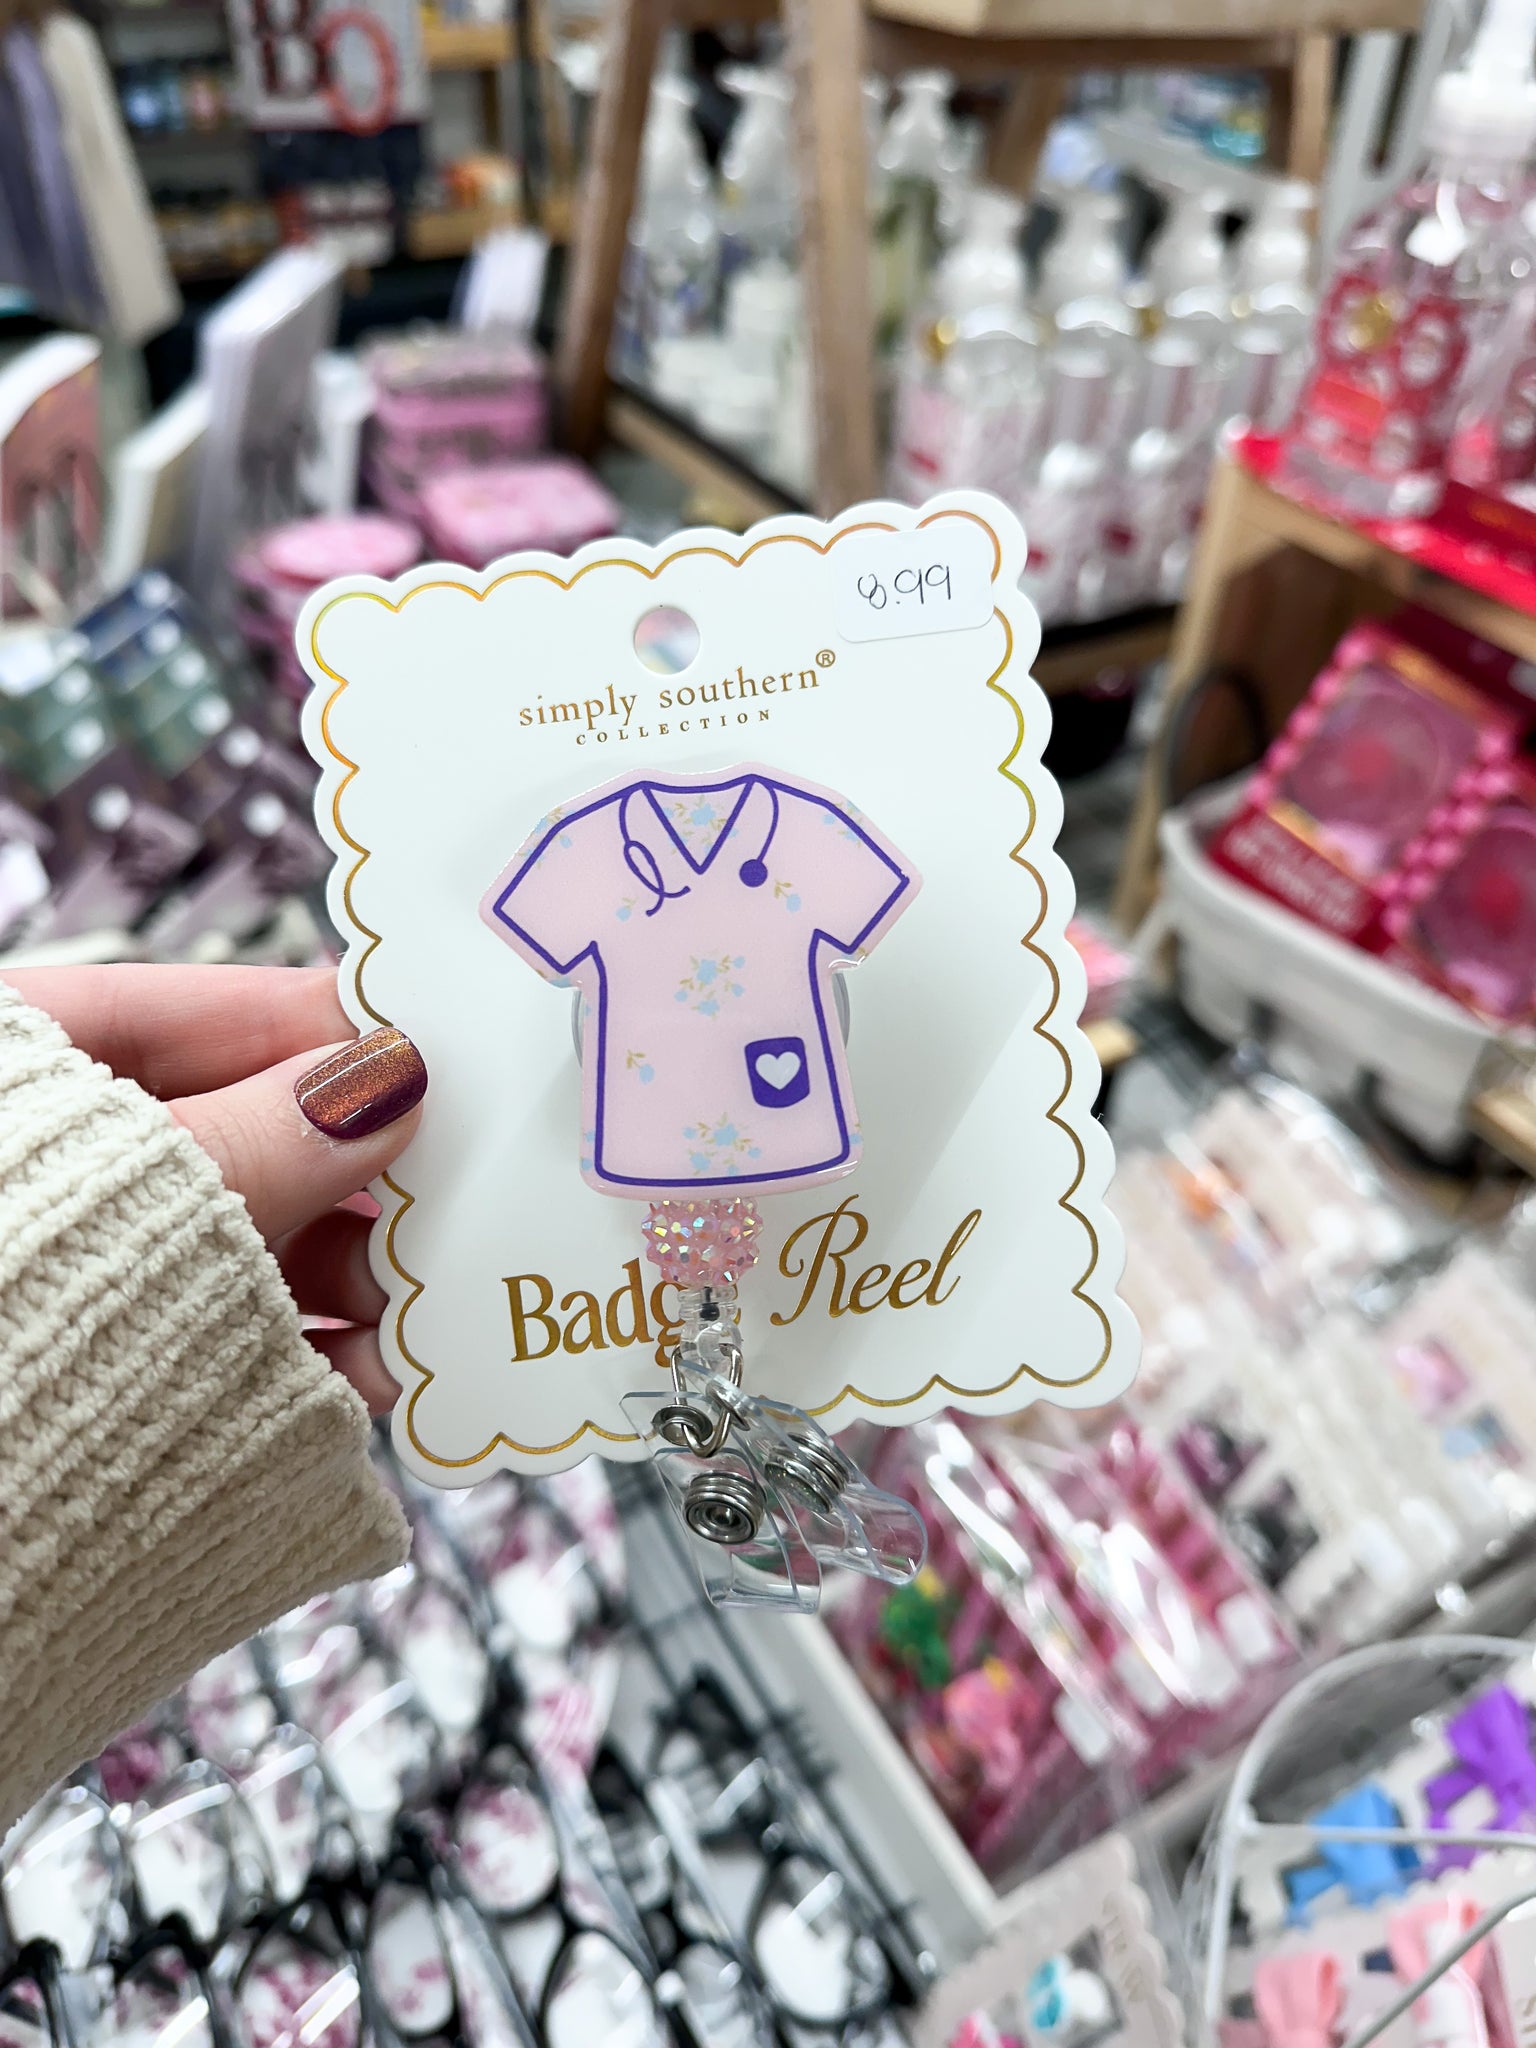 8.99
simply southern®
COLLECTION
Badge Reel